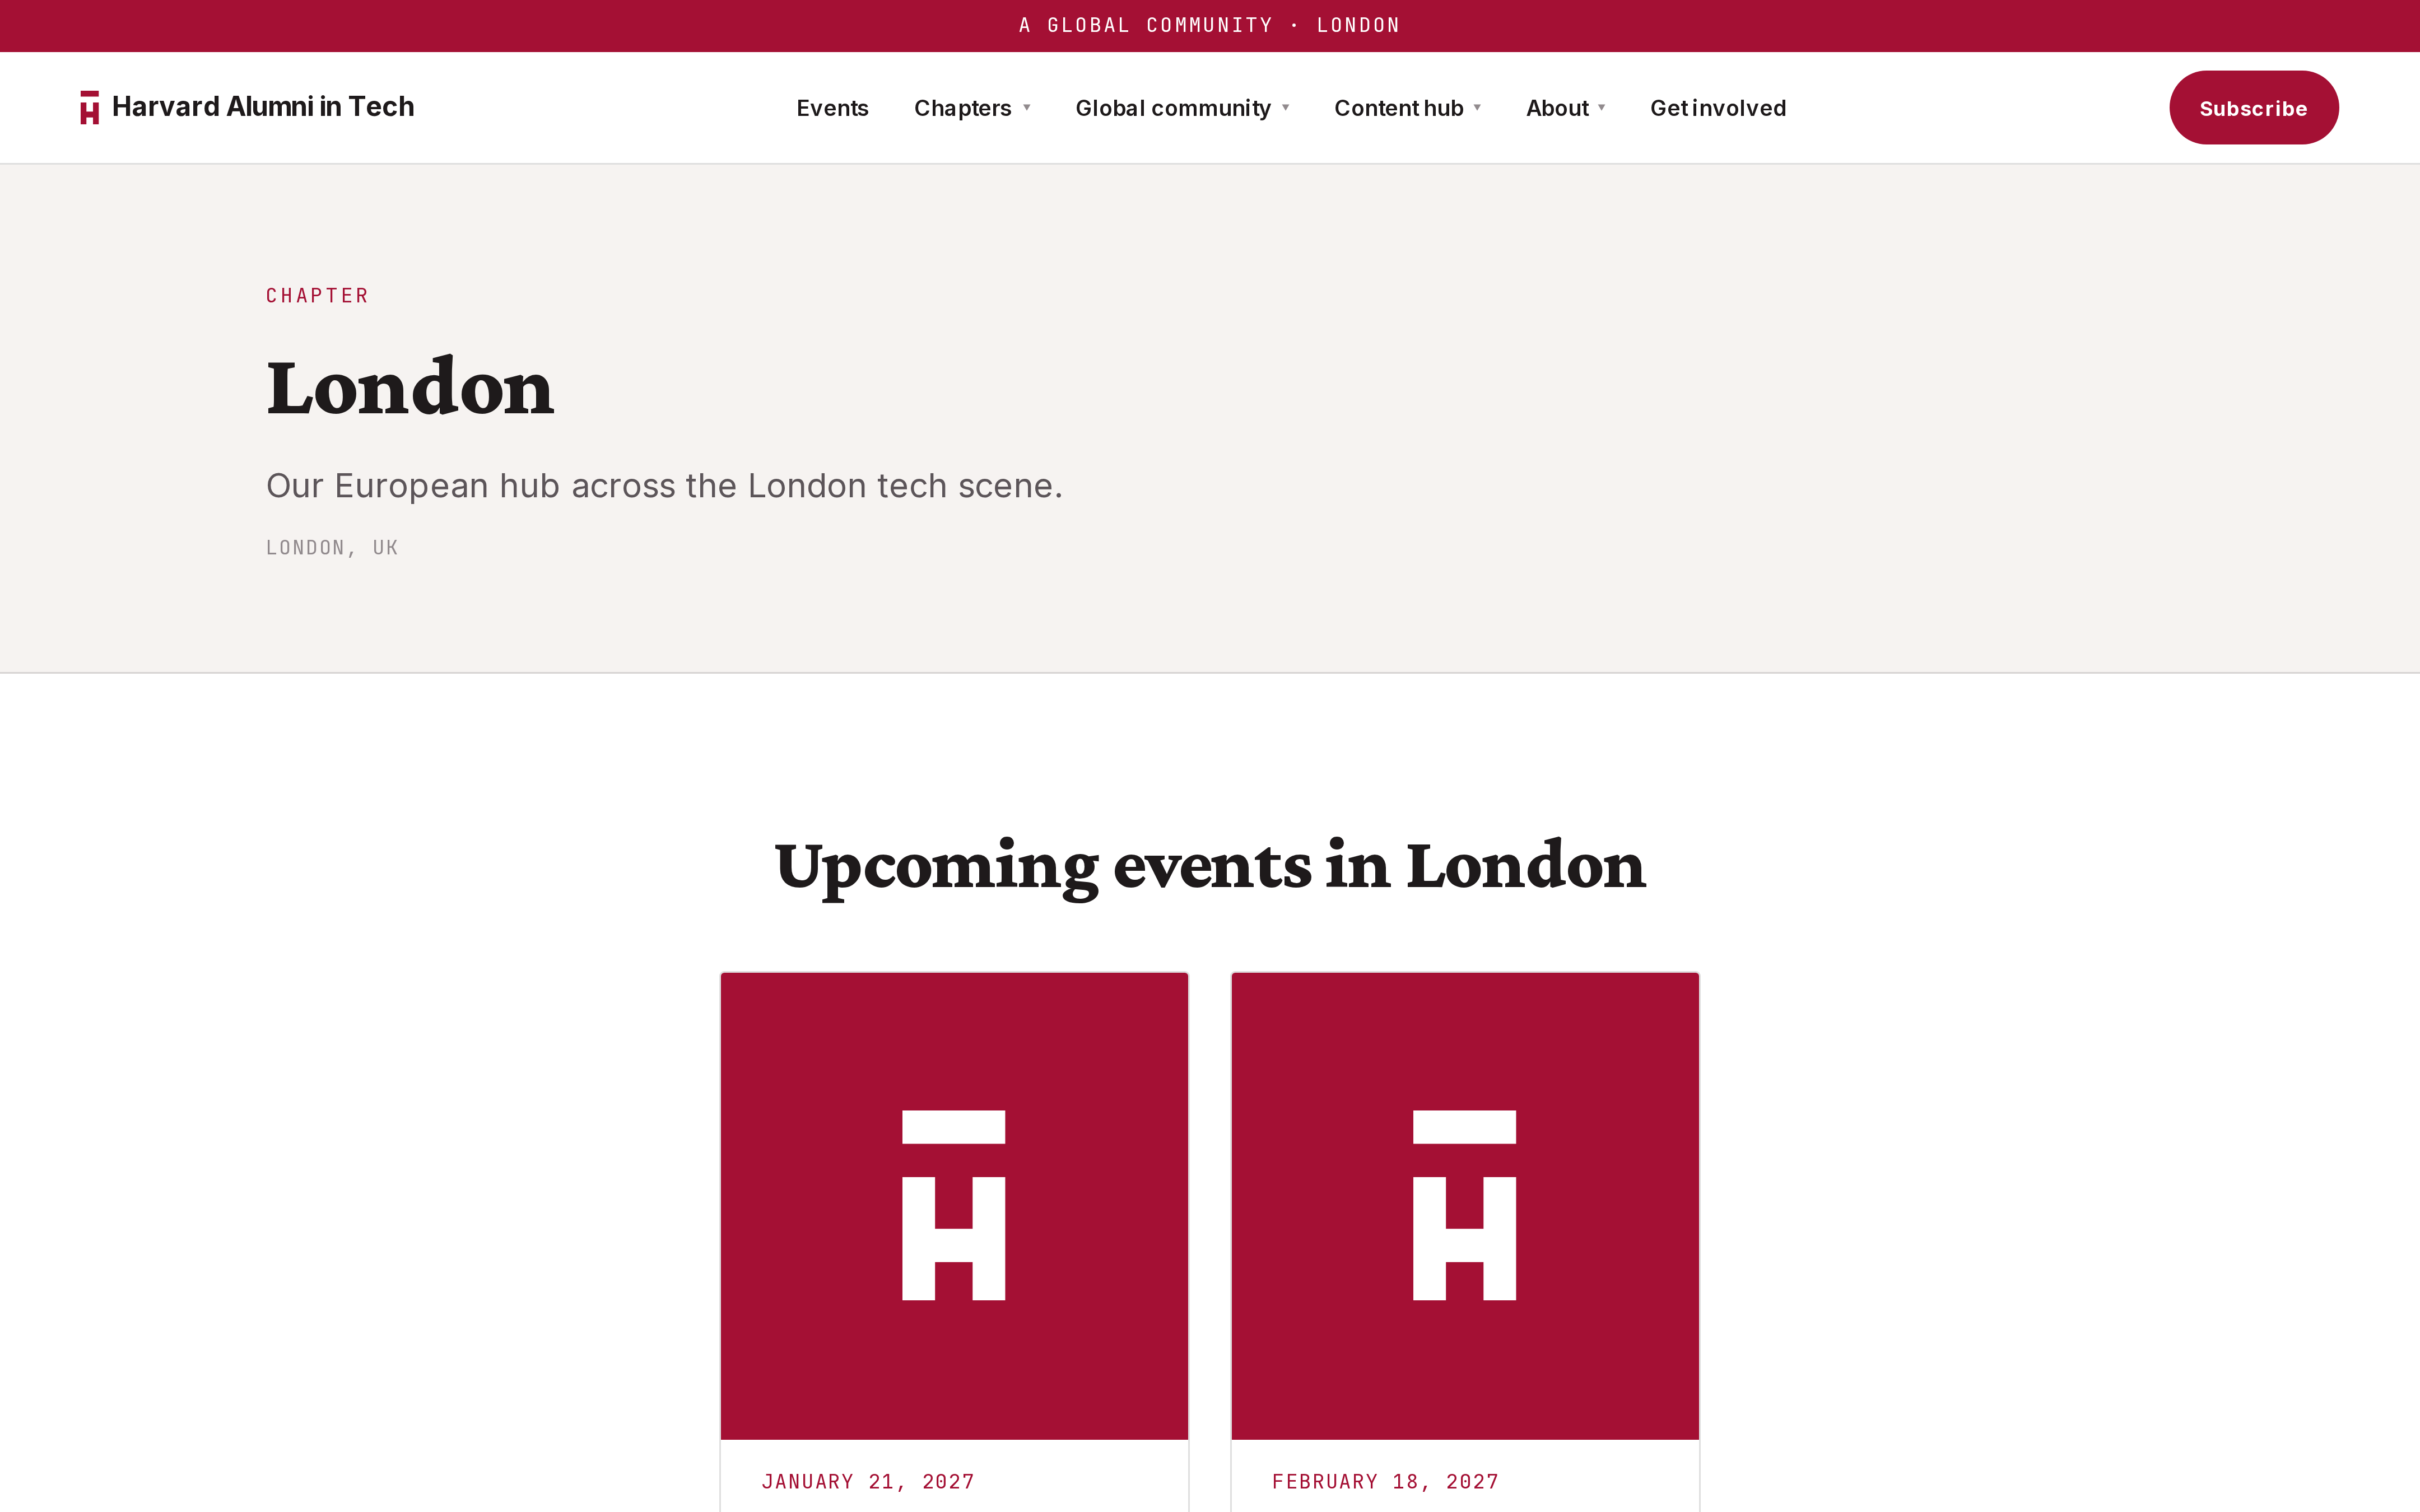 A GLOBAL COMMUNITY · LONDON
Harvard Alumni in Tech
Events Chapters ▾ Global community ▾ Content hub ▾ About ▾ Get involved
Subscribe
CHAPTER
London
Our European hub across the London tech scene.
LONDON, UK
Upcoming events in London
JANUARY 21, 2027
FEBRUARY 18, 2027